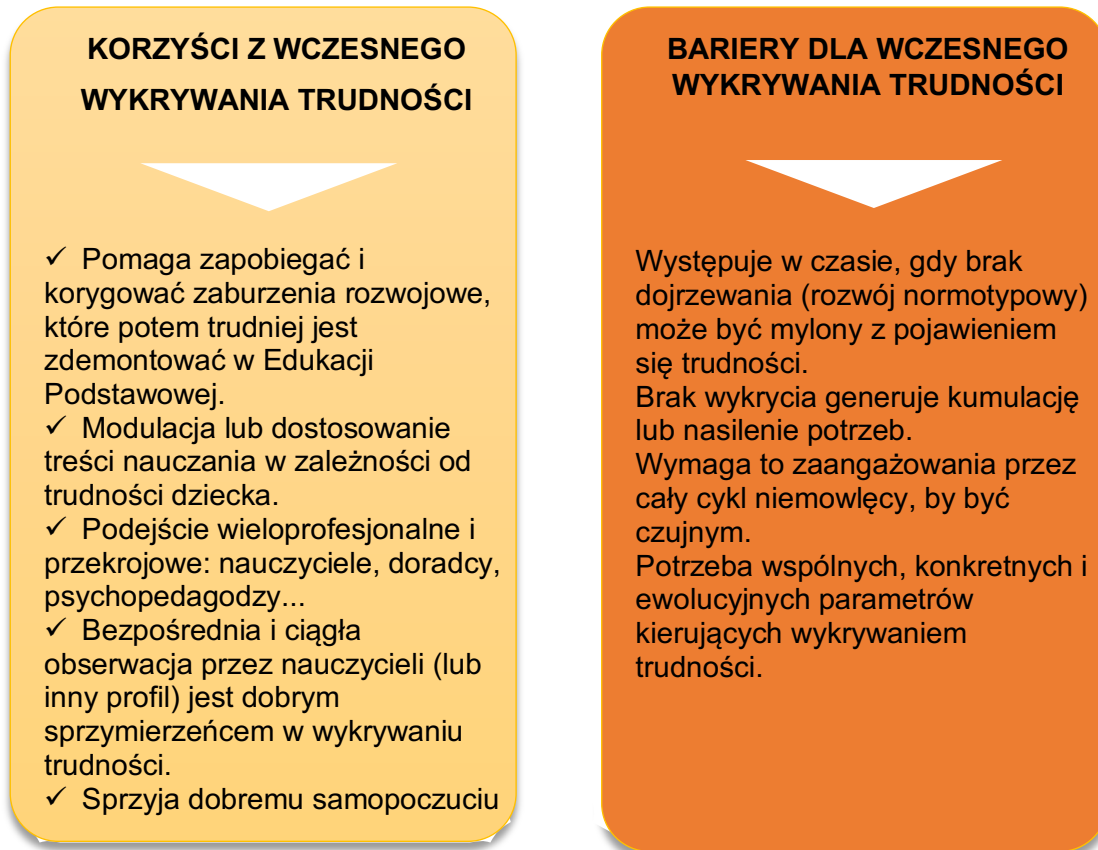 KORZYŚCI Z WCZESNEGO
WYKRYWANIA TRUDNOŚCI
✓ Pomaga zapobiegać i
korygować zaburzenia rozwojowe,
które potem trudniej jest
zdemontować w Edukacji
Podstawowej.
✓ Modulacja lub dostosowanie
treści nauczania w zależności od
trudności dziecka.
✓ Podejście wieloprofesjonalne i
przekrojowe: nauczyciele, doradcy,
psychopedagodzy...
✓ Bezpośrednia i ciągła
obserwacja przez nauczycieli (lub
inny profil) jest dobrym
sprzymierzeńcem w wykrywaniu
trudności.
✓ Sprzyja dobremu samopoczuciu
BARIERY DLA WCZESNEGO
WYKRYWANIA TRUDNOŚCI
Występuje w czasie, gdy brak
dojrzewania (rozwój normotypowy)
może być mylony z pojawieniem
się trudności.
Brak wykrycia generuje kumulację
lub nasilenie potrzeb.
Wymaga to zaangażowania przez
cały cykl niemowlęcy, by być
czujnym.
Potrzeba wspólnych, konkretnych i
ewolucyjnych parametrów
kierujących wykrywaniem
trudności.